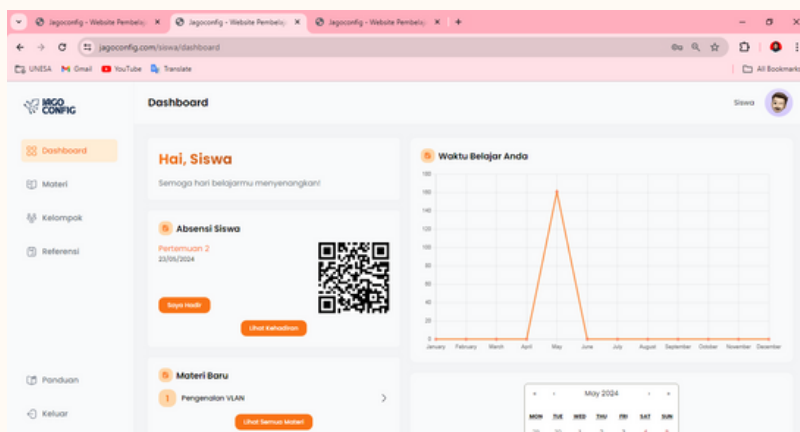 Jagoconfig - Website Pembelaj
Jagoconfig - Website Pembelaj
Jagoconfig - Website Pembelaj
jagoconfig.com/siswa/dashboard
UNESA
Gmail
YouTube
Translate
All Bookmarks
JAGO CONFIG
Dashboard
Siswa
Dashboard
Materi
Kelompok
Referensi
Panduan
Keluar
Hai, Siswa
Semoga hari belajarmu menyenangkan!
Absensi Siswa
Pertemuan 2
23/05/2024
Saya Hadir
Lihat Kehadiran
Materi Baru
1 Pengenalan VLAN
Lihat Semua Materi
Waktu Belajar Anda
180
160
140
120
100
80
60
40
20
0
January February March April May June July August September October November December
May 2024
MON TUE WED THU FRI SAT SUN